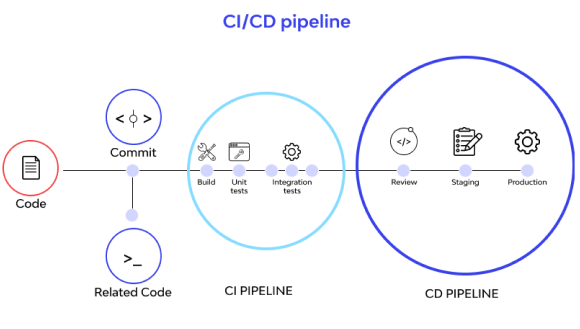 CI/CD pipeline
< >
Commit
</>
Build
Unit
tests
Integration
tests
Review
Staging
Production
Code
>_
Related Code
CI PIPELINE
CD PIPELINE